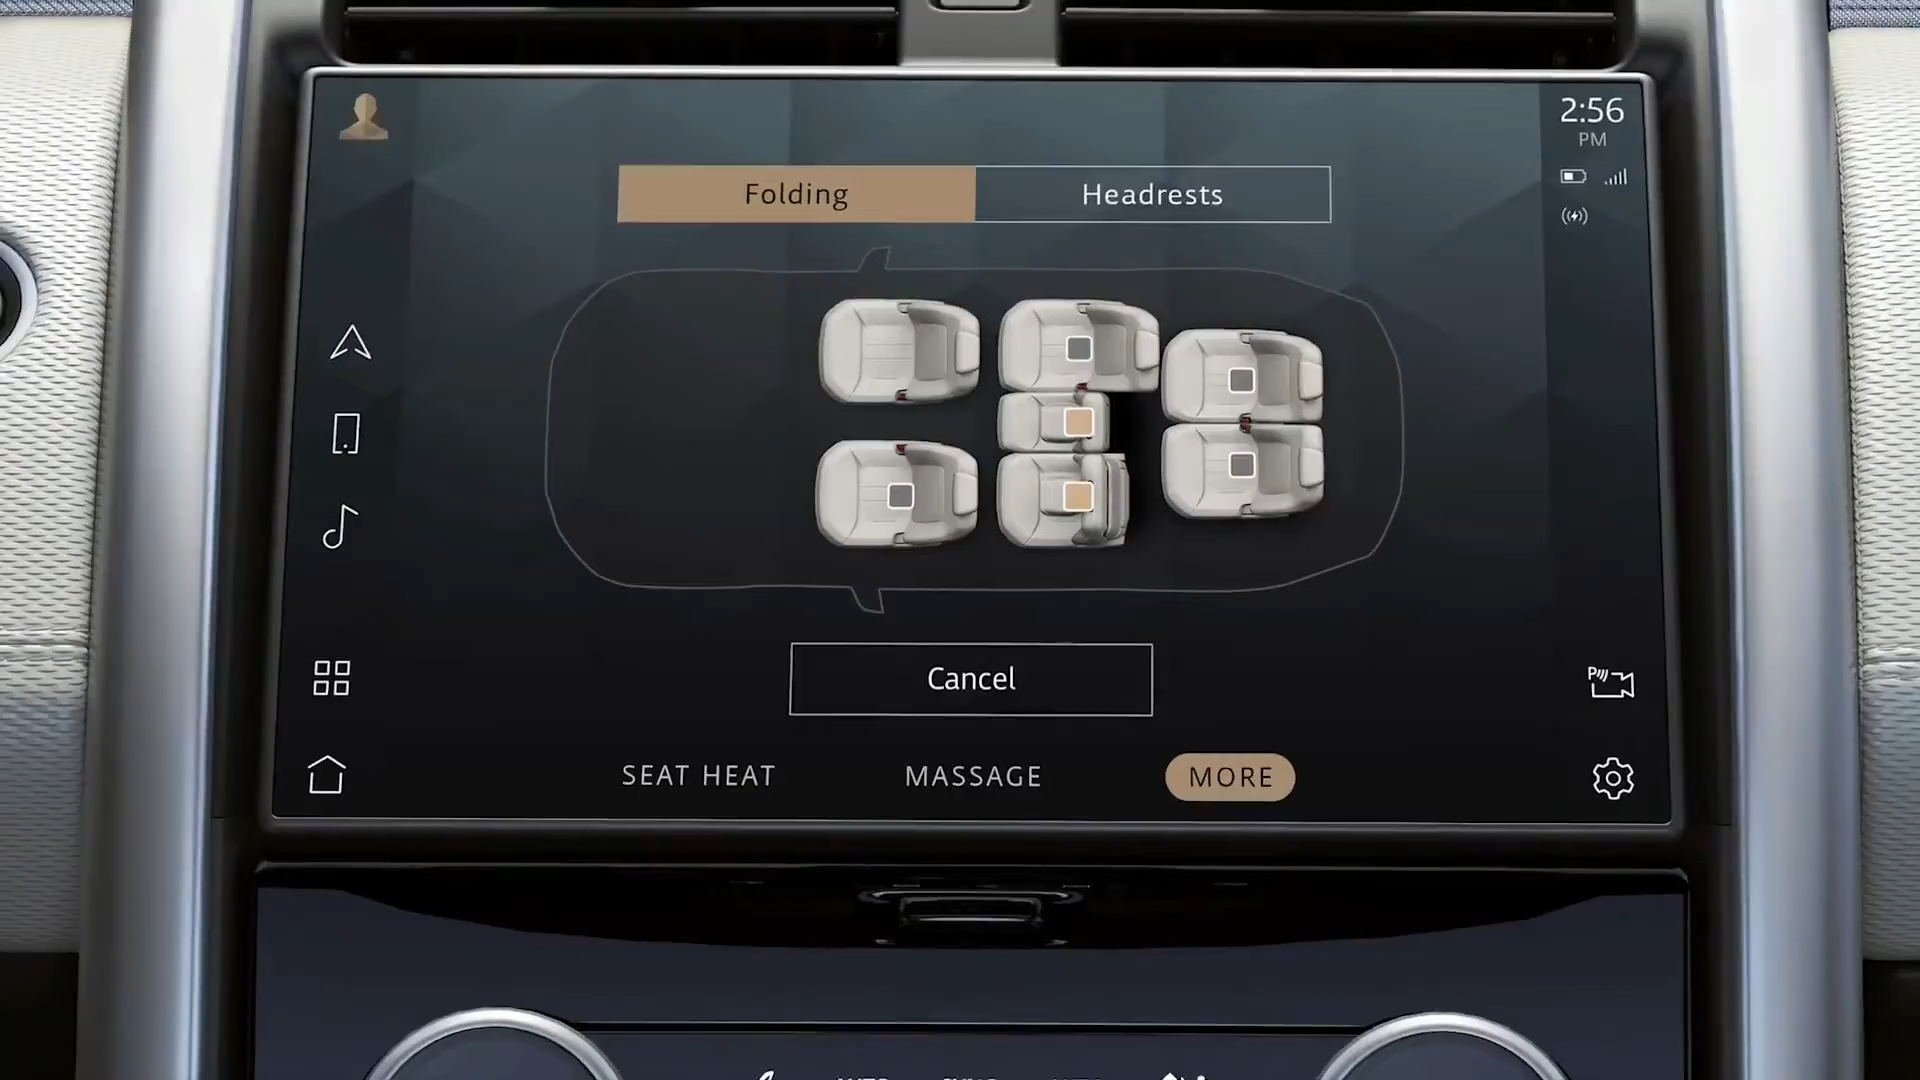 2:56
PM
Folding
Headrests
Cancel
P
SEAT HEAT
MASSAGE
MORE